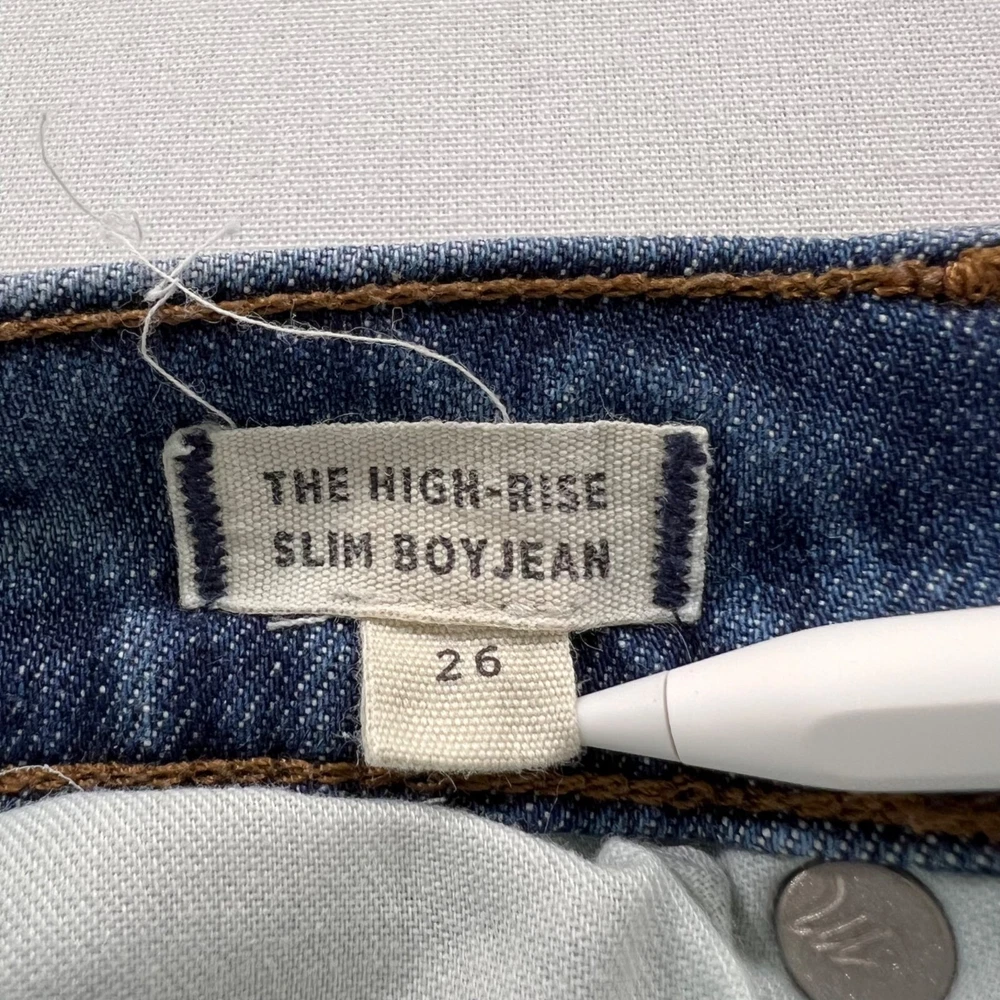 THE HIGH-RISE
SLIM BOYJEAN
26